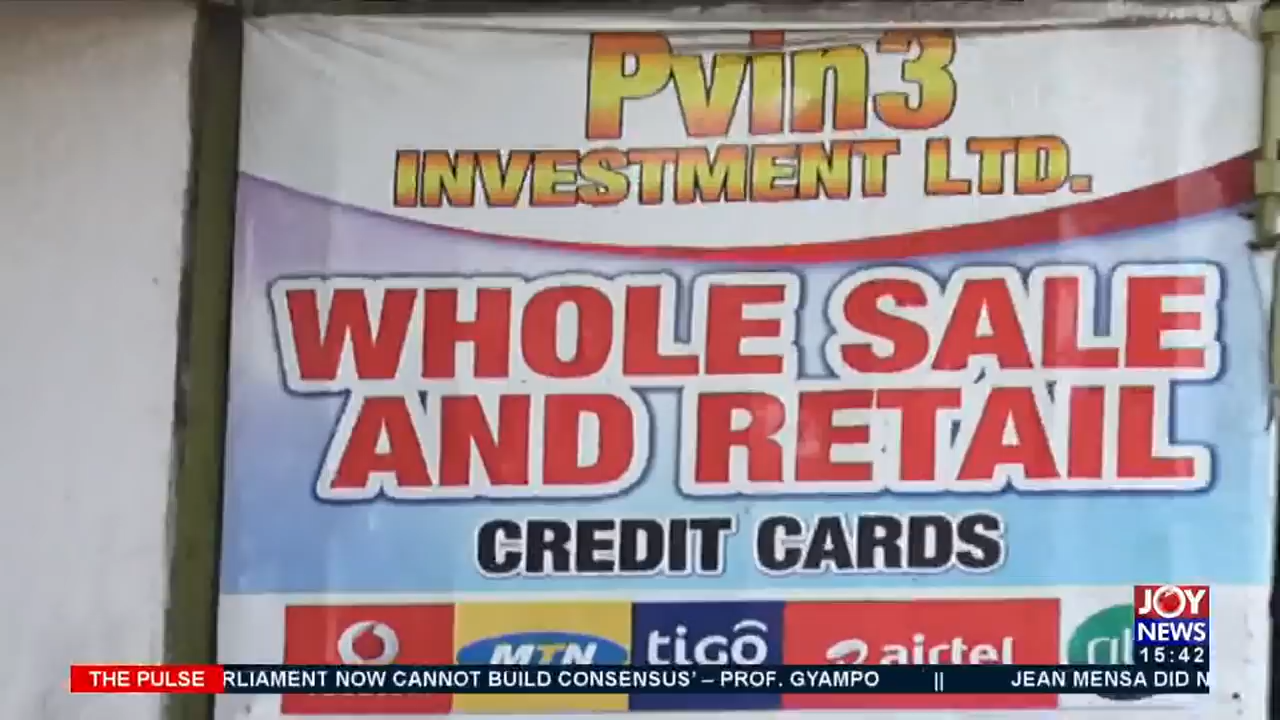 Pvin3
INVESTMENT LTD.
WHOLE SALE
AND RETAIL
CREDIT CARDS
MTN
tigo
airtel
JOY
NEWS
15:42
THE PULSE
RLIAMENT NOW CANNOT BUILD CONSENSUS' – PROF. GYAMPO || JEAN MENSA DID N